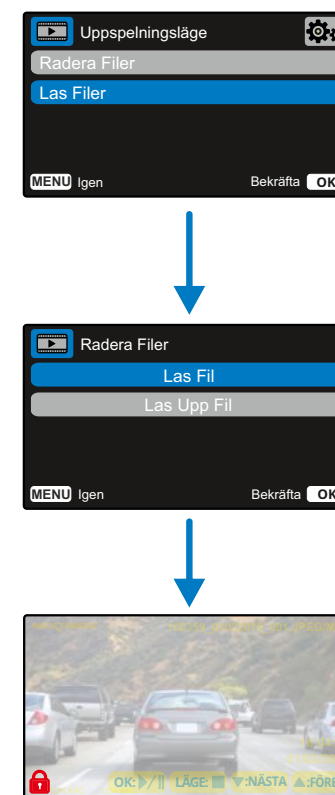 Uppspelningsläge
Radera Filer
Las Filer
MENU Igen Bekräfta OK
Radera Filer
Las Fil
Las Upp Fil
MENU Igen Bekräfta OK
OK: LÄGE: :NÄSTA :FÖRE